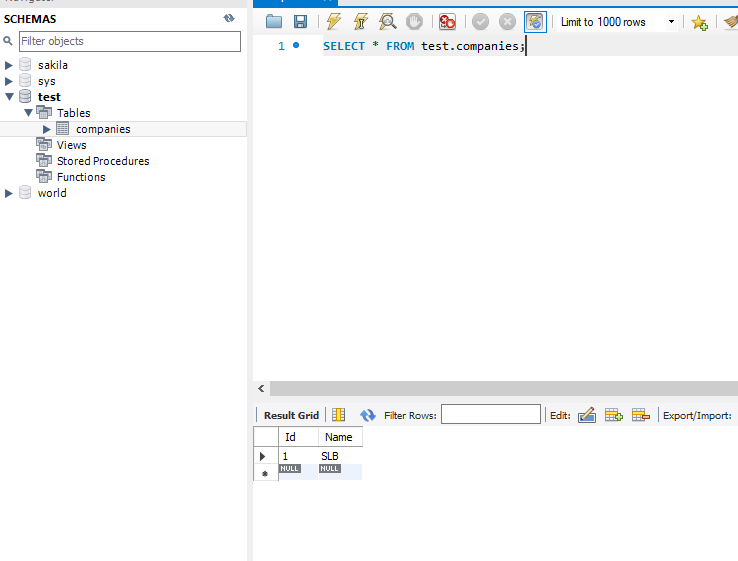 SCHEMAS
Filter objects
sakila
sys
test
Tables
companies
Views
Stored Procedures
Functions
world
Limit to 1000 rows
1 SELECT * FROM test.companies;
Result Grid Filter Rows: Edit: Export/Import:
Id Name
1 SLB
NULL NULL